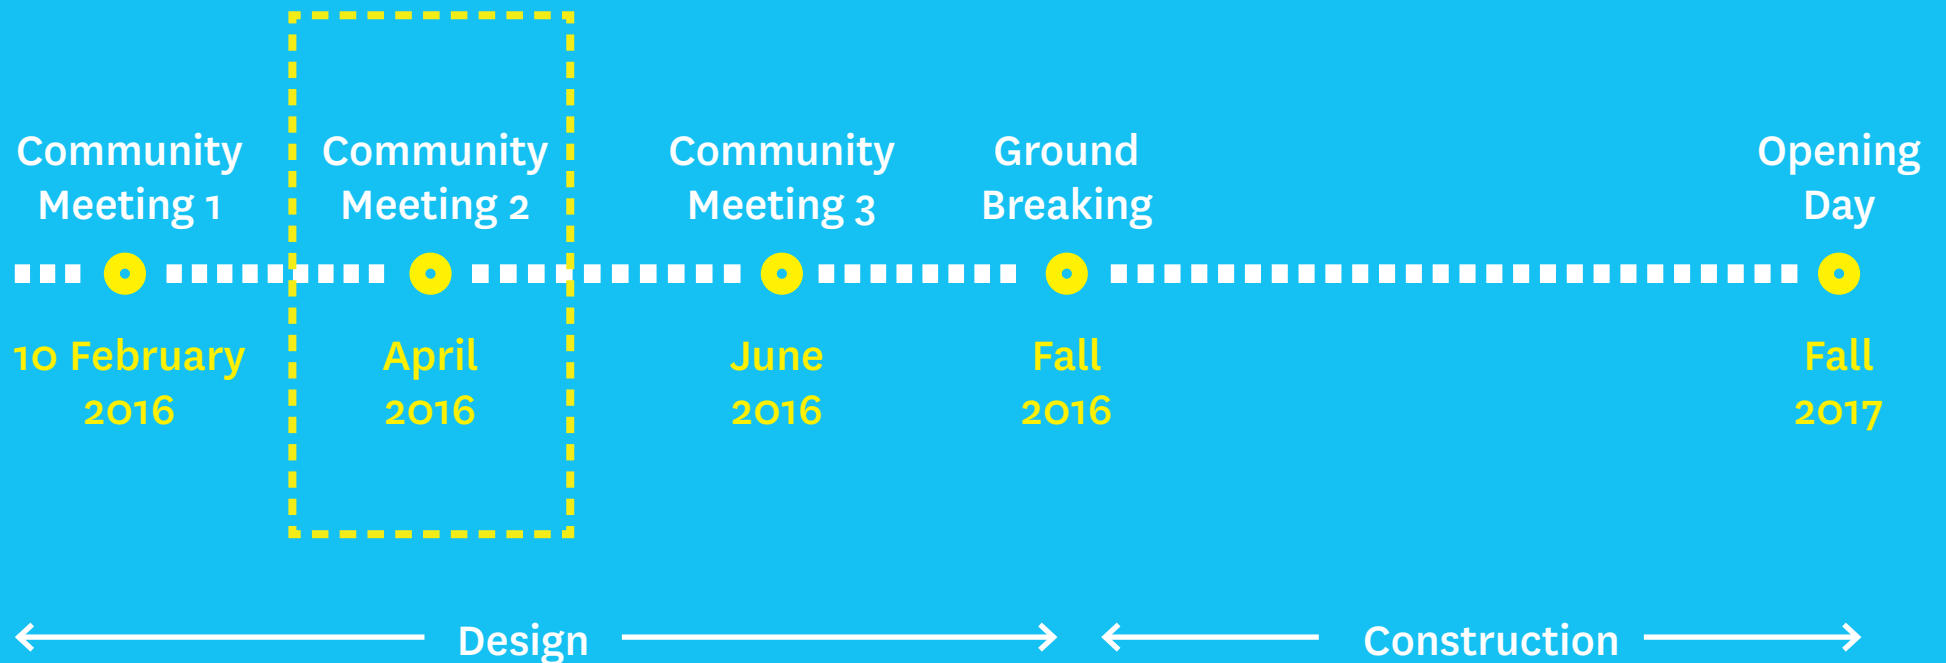 Community
Meeting 1
Community
Meeting 2
Community
Meeting 3
Ground
Breaking
Opening
Day
10 February
2016
April
2016
June
2016
Fall
2016
Fall
2017
Design
Construction